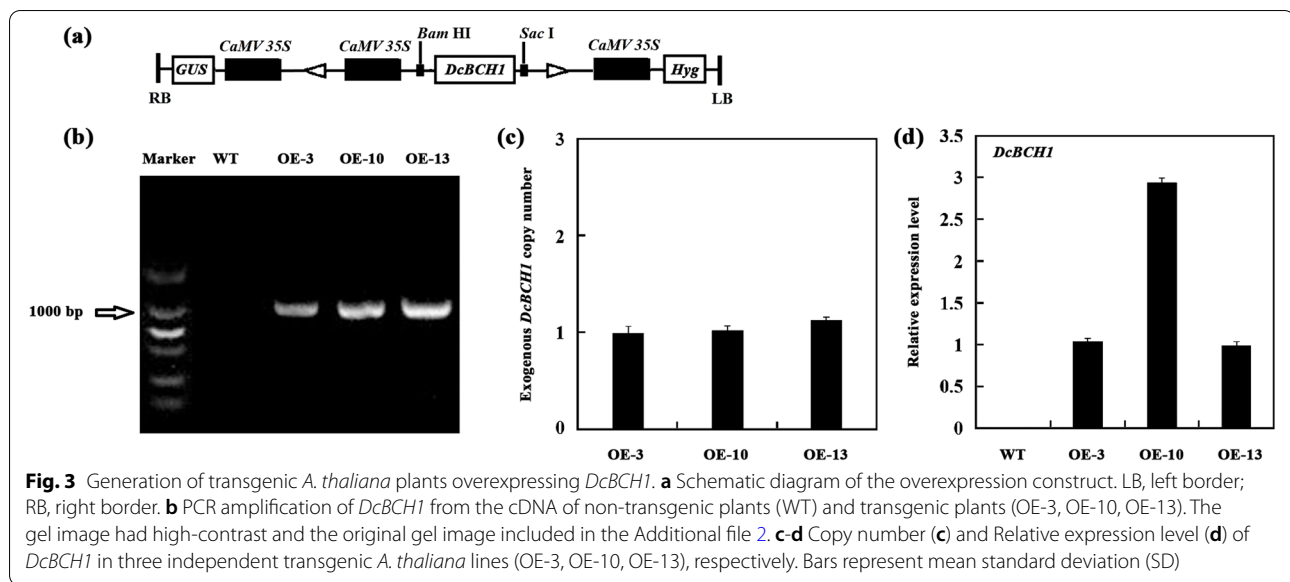 (a)
Bam HI Sac I
CaMV 35S CaMV 35S CaMV 35S
GUS DcBCH1 Hyg
RB LB
(b)
Marker WT OE-3 OE-10 OE-13
1000 bp
(c)
Exogenous DcBCH1 copy number
3
2
1
0
OE-3 OE-10 OE-13
(d)
DcBCH1
Relative expression level
3.5
3
2.5
2
1.5
1
0.5
0
WT OE-3 OE-10 OE-13
Fig. 3 Generation of transgenic A. thaliana plants overexpressing DcBCH1. a Schematic diagram of the overexpression construct. LB, left border;
RB, right border. b PCR amplification of DcBCH1 from the cDNA of non-transgenic plants (WT) and transgenic plants (OE-3, OE-10, OE-13). The
gel image had high-contrast and the original gel image included in the Additional file 2. c-d Copy number (c) and Relative expression level (d) of
DcBCH1 in three independent transgenic A. thaliana lines (OE-3, OE-10, OE-13), respectively. Bars represent mean standard deviation (SD)